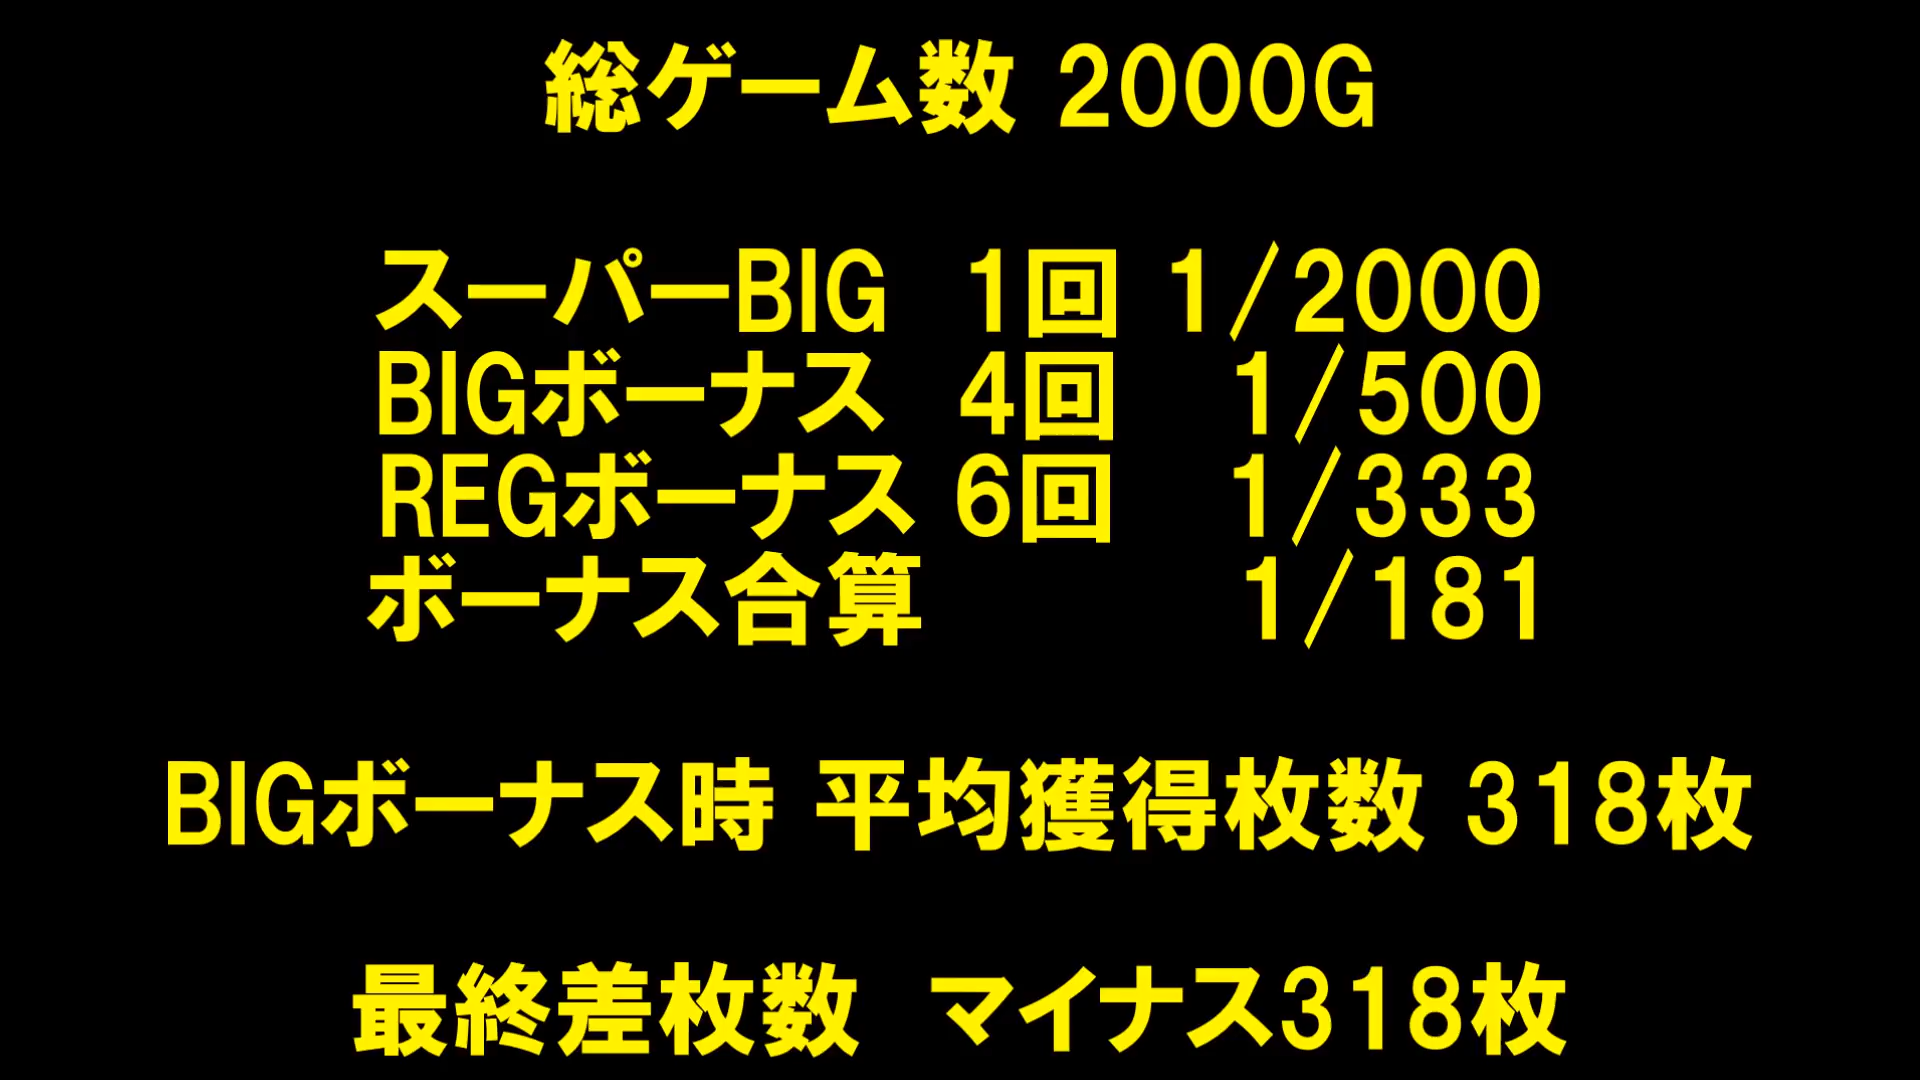 総ゲーム数 2000G
スーパーBIG 1回 1/2000
BIGボーナス 4回 1/500
REGボーナス 6回 1/333
ボーナス合算 1/181
BIGボーナス時 平均獲得枚数 318枚
最終差枚数 マイナス318枚